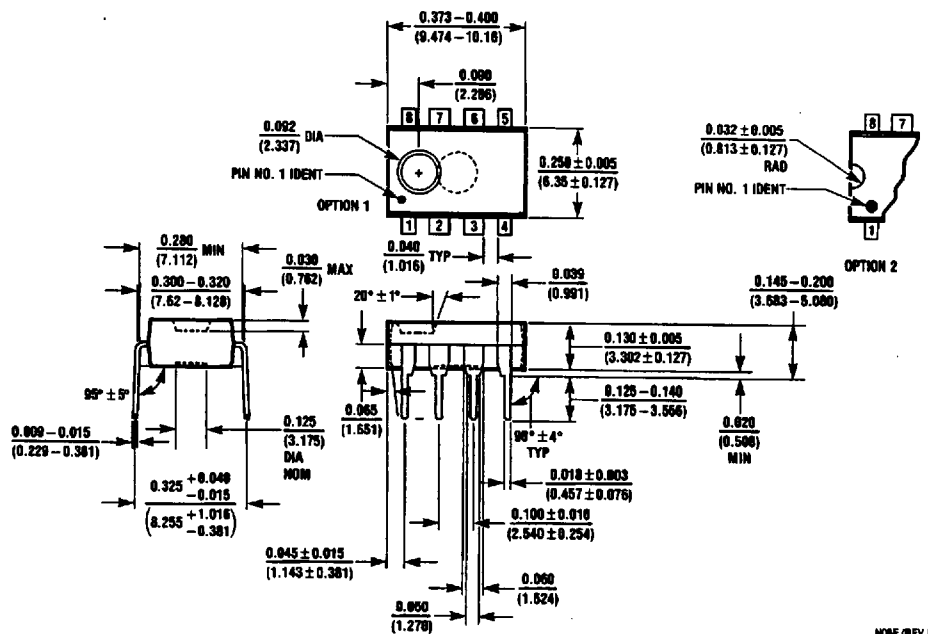 0.373–0.400
(9.474–10.16)
0.090
(2.286)
8 7 6 5
0.092 DIA
(2.337)
0.032 ± 0.005
(0.813 ± 0.127)
RAD
8 7
PIN NO. 1 IDENT
0.250 ± 0.005
(6.35 ± 0.127)
PIN NO. 1 IDENT
OPTION 1
1 2 3 4
1
OPTION 2
0.280 MIN
(7.112)
0.030 MAX
(0.762)
0.040 TYP
(1.016)
0.039
(0.991)
0.300–0.320
(7.62–8.128)
20° ± 1°
0.145–0.200
(3.683–5.080)
0.130 ± 0.005
(3.302 ± 0.127)
95° ± 5°
0.065
(1.651)
0.125–0.140
(3.175–3.556)
0.020
(0.508)
MIN
90° ± 4°
TYP
0.009–0.015
(0.229–0.381)
0.125
(3.175)
DIA
NOM
0.018 ± 0.003
(0.457 ± 0.076)
0.325 +0.040 −0.015
(8.255 +1.016 −0.381)
0.100 ± 0.010
(2.540 ± 0.254)
0.045 ± 0.015
(1.143 ± 0.381)
0.060
(1.524)
0.050
(1.270)